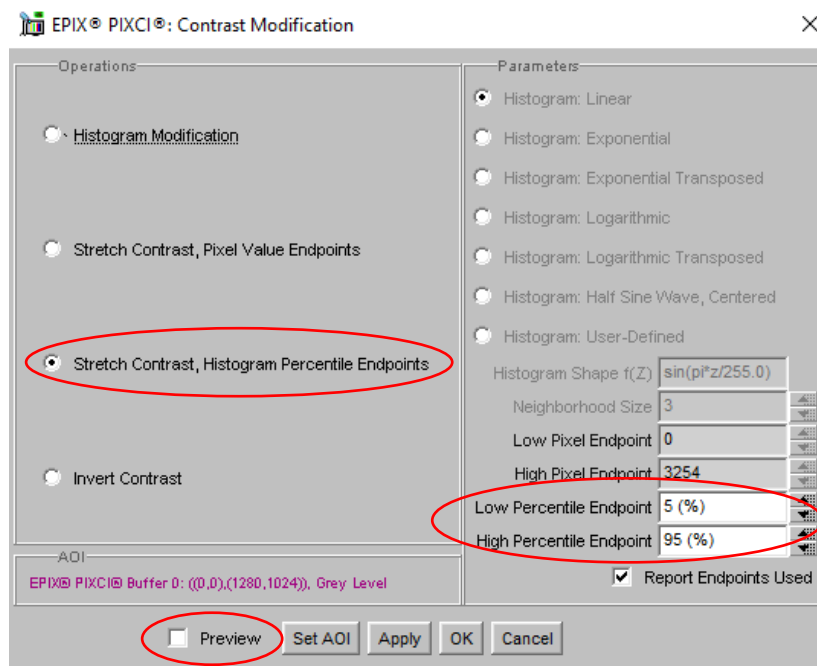 EPIX® PIXCI®: Contrast Modification
Operations
Histogram Modification
Stretch Contrast, Pixel Value Endpoints
Stretch Contrast, Histogram Percentile Endpoints
Invert Contrast
AOI
EPIX® PIXCI® Buffer 0: ((0,0),(1280,1024)), Grey Level
Parameters
Histogram: Linear
Histogram: Exponential
Histogram: Exponential Transposed
Histogram: Logarithmic
Histogram: Logarithmic Transposed
Histogram: Half Sine Wave, Centered
Histogram: User-Defined
Histogram Shape f(Z) sin(pi*z/255.0)
Neighborhood Size 3
Low Pixel Endpoint 0
High Pixel Endpoint 3254
Low Percentile Endpoint 5 (%)
High Percentile Endpoint 95 (%)
Report Endpoints Used
Preview Set AOI Apply OK Cancel